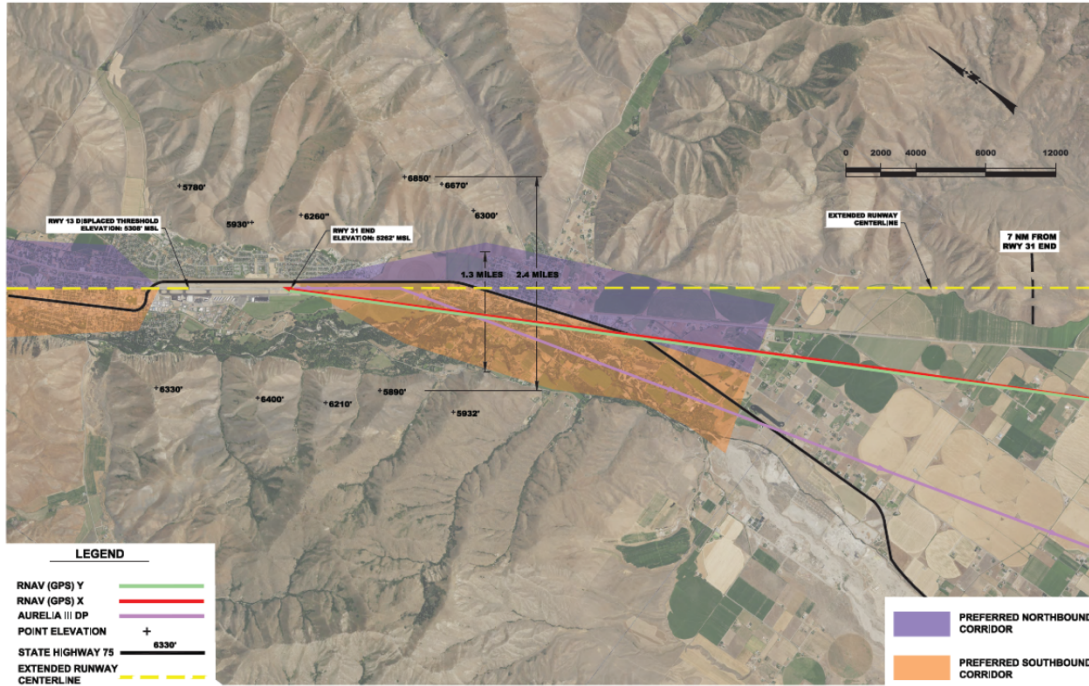 N
0 2000 4000 8000 12000
+5780'
+6850'
+6670'
RWY 13 DISPLACED THRESHOLD
ELEVATION: 5308' MSL
5930'+
+6260"
+6300'
RWY 31 END
ELEVATION: 5262' MSL
EXTENDED RUNWAY
CENTERLINE
7 NM FROM
RWY 31 END
1.3 MILES
2.4 MILES
+6330'
+6400'
+6210'
+5890'
+5932'
LEGEND
RNAV (GPS) Y
RNAV (GPS) X
AURELIA III DP
POINT ELEVATION +
6330'
STATE HIGHWAY 75
EXTENDED RUNWAY
CENTERLINE
PREFERRED NORTHBOUND
CORRIDOR
PREFERRED SOUTHBOUND
CORRIDOR